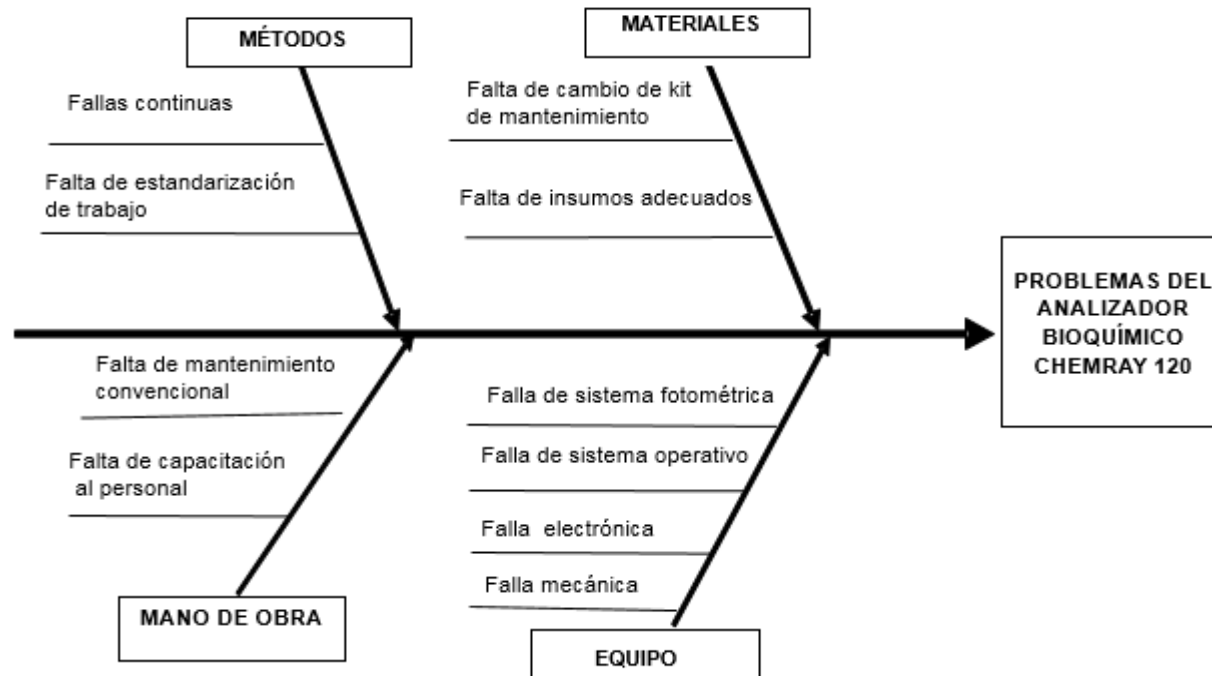 MÉTODOS
MATERIALES
Fallas continuas
Falta de estandarización
de trabajo
Falta de cambio de kit
de mantenimiento
Falta de insumos adecuados
PROBLEMAS DEL
ANALIZADOR
BIOQUÍMICO
CHEMRAY 120
Falta de mantenimiento
convencional
Falta de capacitación
al personal
Falla de sistema fotométrica
Falla de sistema operativo
Falla electrónica
Falla mecánica
MANO DE OBRA
EQUIPO